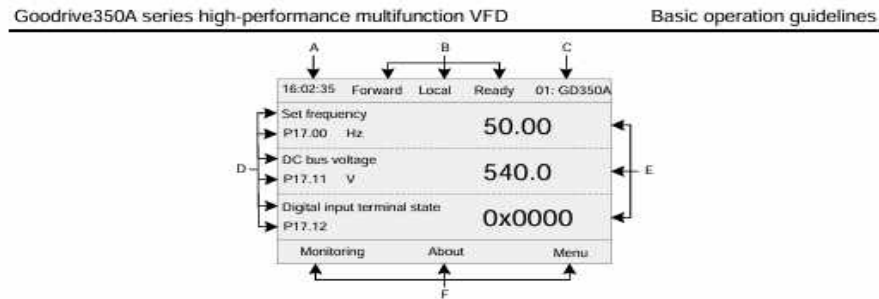 Goodrive350A series high-performance multifunction VFD Basic operation guidelines
A B C
16:02:35 Forward Local Ready 01: GD350A
Set frequency
P17.00 Hz 50.00
DC bus voltage
D P17.11 V 540.0 E
Digital input terminal state
P17.12 0x0000
Monitoring About Menu
F